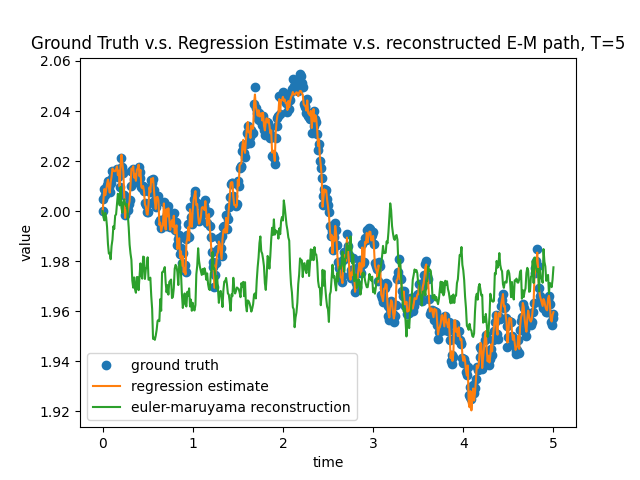 Ground Truth v.s. Regression Estimate v.s. reconstructed E-M path, T=5
2.06
2.04
2.02
2.00
1.98
1.96
1.94
1.92
value
ground truth
regression estimate
euler-maruyama reconstruction
0 1 2 3 4 5
time